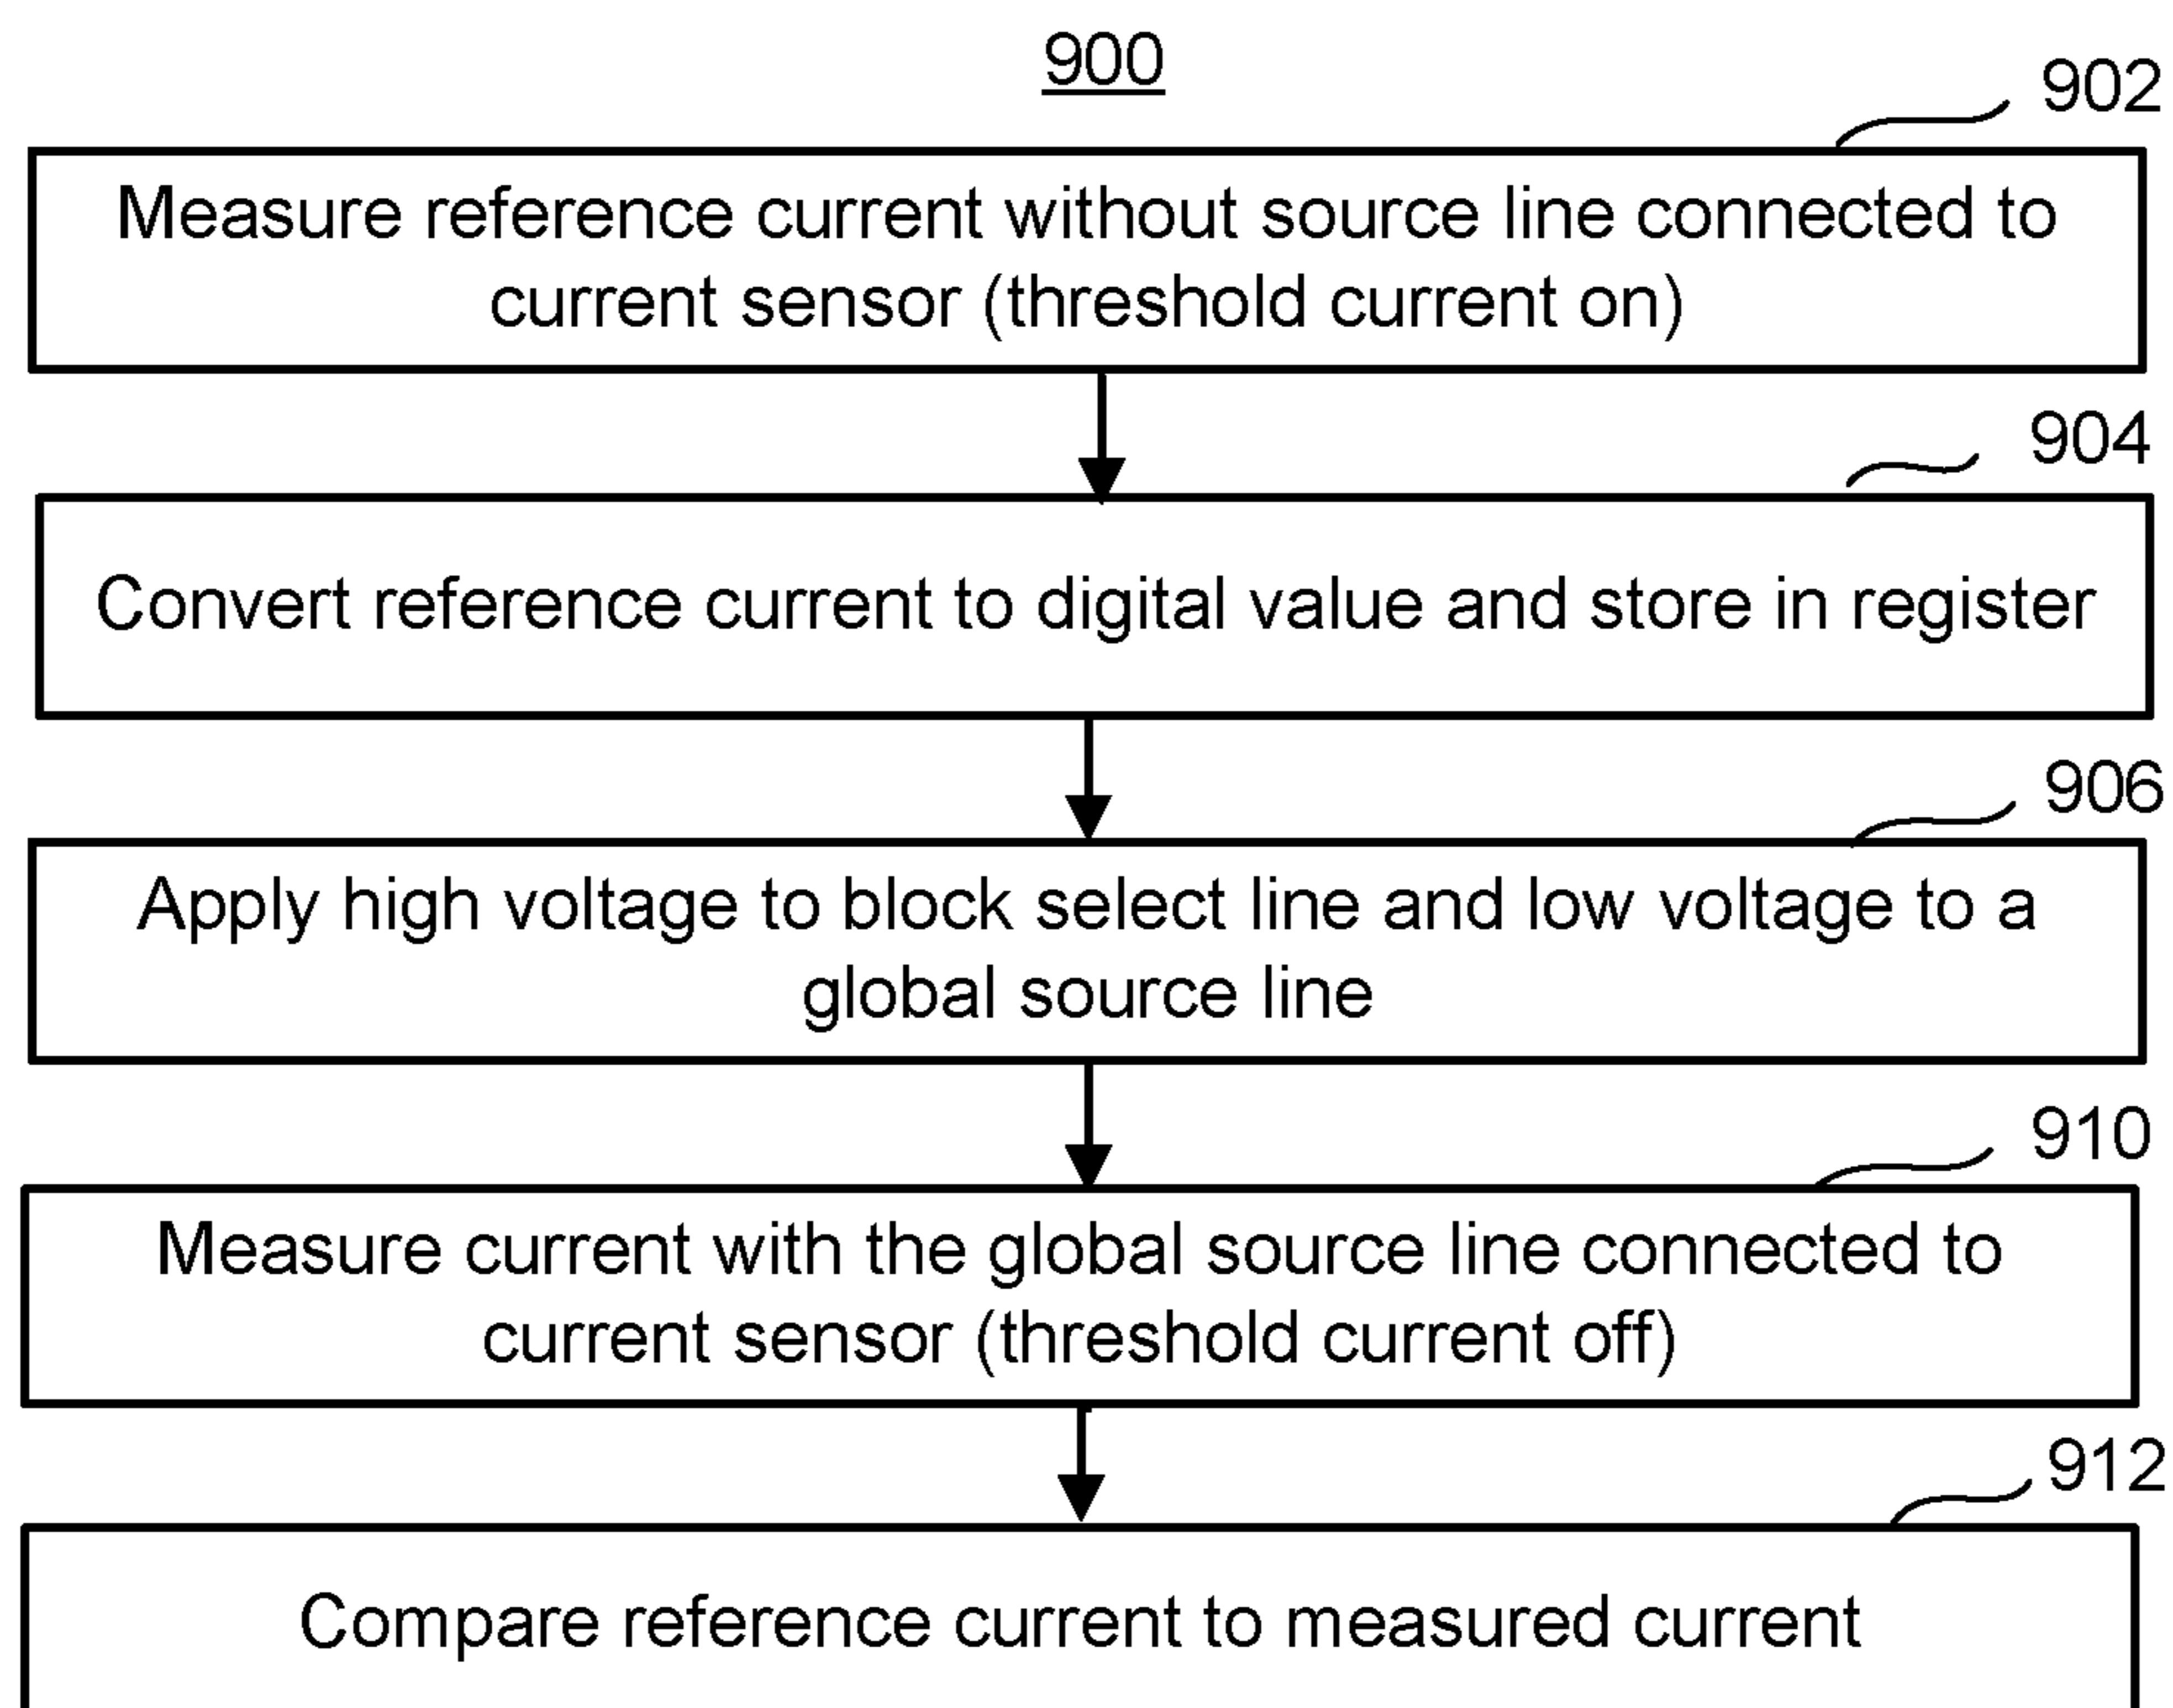 900
902
Measure reference current without source line connected to
current sensor (threshold current on)
904
Convert reference current to digital value and store in register
906
Apply high voltage to block select line and low voltage to a
global source line
910
Measure current with the global source line connected to
current sensor (threshold current off)
912
Compare reference current to measured current